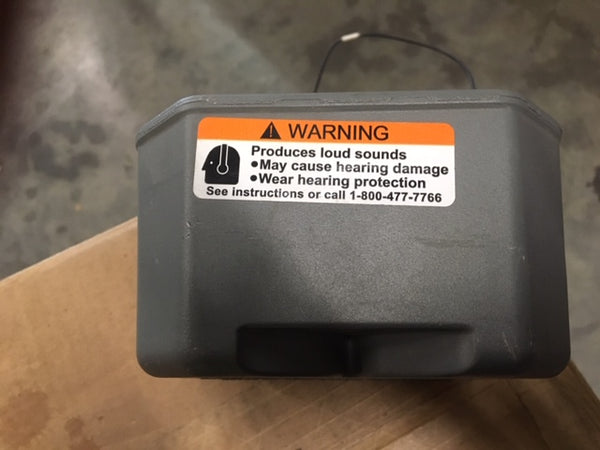 WARNING
Produces loud sounds
•May cause hearing damage
•Wear hearing protection
See instructions or call 1-800-477-7766